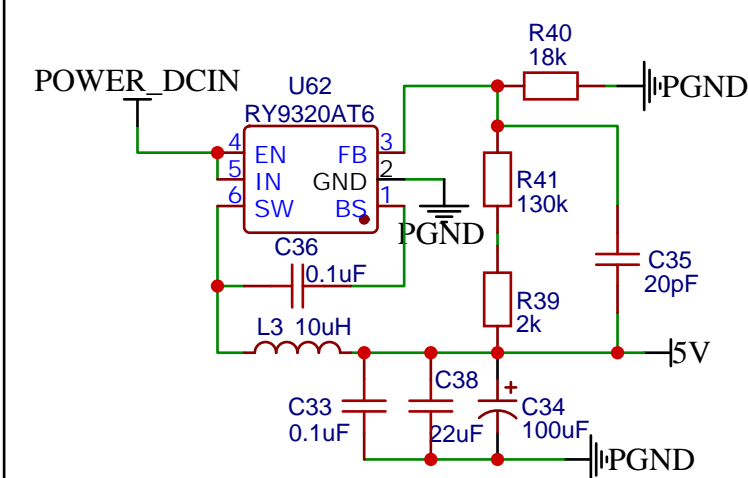 R40
18k
PGND
POWER_DCIN
U62
RY9320AT6
4 EN FB 3
5 IN GND 2
6 SW BS 1
PGND
R41
130k
C36
0.1uF
C35
20pF
R39
2k
L3 10uH
5V
C33
0.1uF
C38
22uF
C34
100uF
PGND